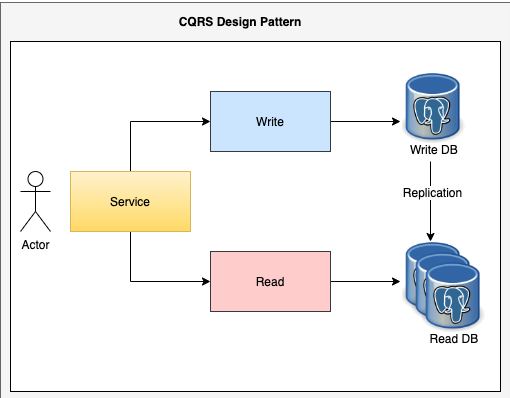 CQRS Design Pattern
Write
Write DB
Service
Replication
Actor
Read
Read DB